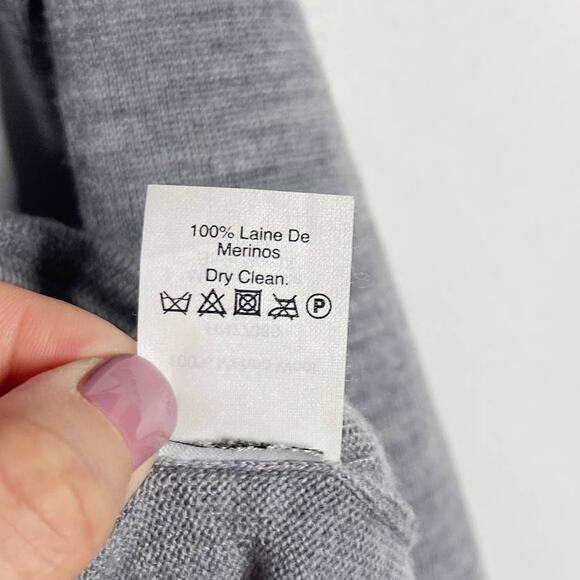 100% Laine De
Merinos
Dry Clean.
P